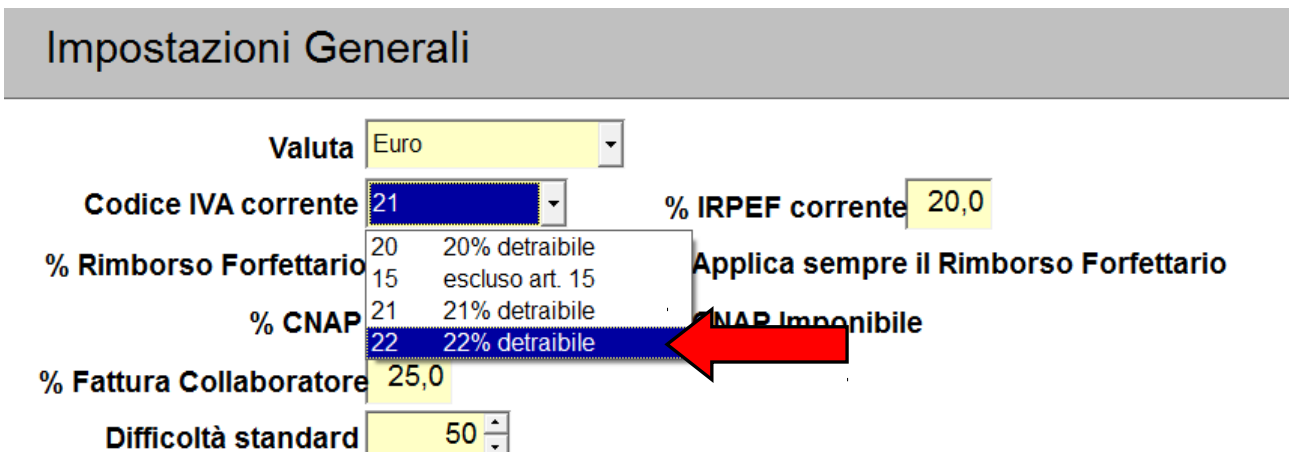 Impostazioni Generali
Valuta Euro
Codice IVA corrente 21 % IRPEF corrente 20,0
20 20% detraibile
% Rimborso Forfettario Applica sempre il Rimborso Forfettario
15 escluso art. 15
21 21% detraibile
% CNAP CNAP Imponibile
22 22% detraibile
% Fattura Collaboratore 25,0
Difficoltà standard 50